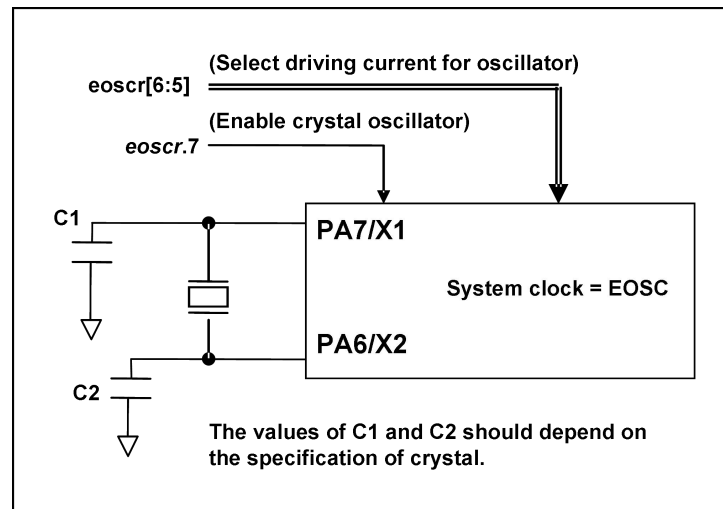 (Select driving current for oscillator)
eoscr[6:5]
(Enable crystal oscillator)
eoscr.7
C1
PA7/X1
System clock = EOSC
PA6/X2
C2
The values of C1 and C2 should depend on
the specification of crystal.